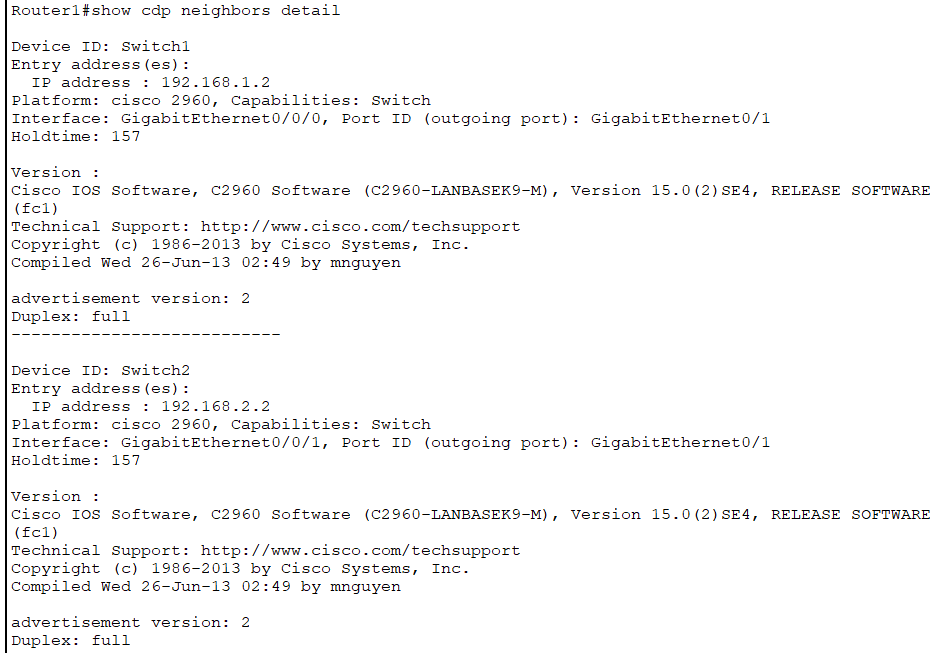 Router1#show cdp neighbors detail
Device ID: Switch1
Entry address(es):
IP address : 192.168.1.2
Platform: cisco 2960, Capabilities: Switch
Interface: GigabitEthernet0/0/0, Port ID (outgoing port): GigabitEthernet0/1
Holdtime: 157
Version :
Cisco IOS Software, C2960 Software (C2960-LANBASEK9-M), Version 15.0(2)SE4, RELEASE SOFTWARE
(fc1)
Technical Support: http://www.cisco.com/techsupport
Copyright (c) 1986-2013 by Cisco Systems, Inc.
Compiled Wed 26-Jun-13 02:49 by mnguyen
advertisement version: 2
Duplex: full
---------------------------
Device ID: Switch2
Entry address(es):
IP address : 192.168.2.2
Platform: cisco 2960, Capabilities: Switch
Interface: GigabitEthernet0/0/1, Port ID (outgoing port): GigabitEthernet0/1
Holdtime: 157
Version :
Cisco IOS Software, C2960 Software (C2960-LANBASEK9-M), Version 15.0(2)SE4, RELEASE SOFTWARE
(fc1)
Technical Support: http://www.cisco.com/techsupport
Copyright (c) 1986-2013 by Cisco Systems, Inc.
Compiled Wed 26-Jun-13 02:49 by mnguyen
advertisement version: 2
Duplex: full